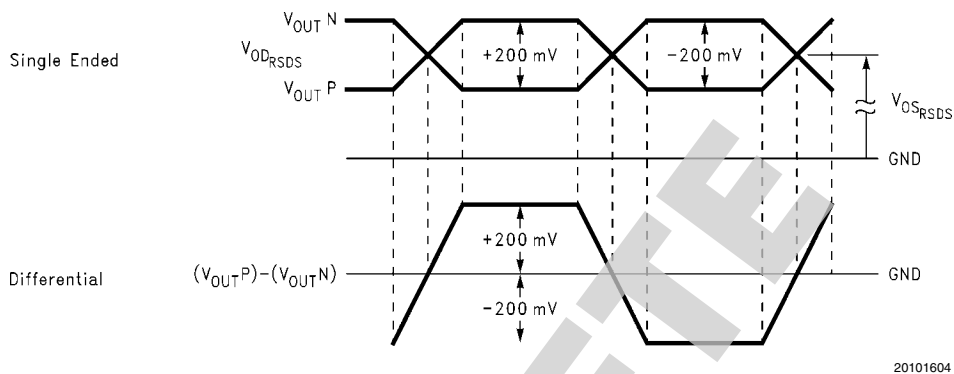 V_OUT N
Single Ended
V_OD_RSDS
+200 mV
-200 mV
V_OUT P
V_OS_RSDS
GND
+200 mV
Differential
(V_OUT P)-(V_OUT N)
GND
-200 mV
20101604